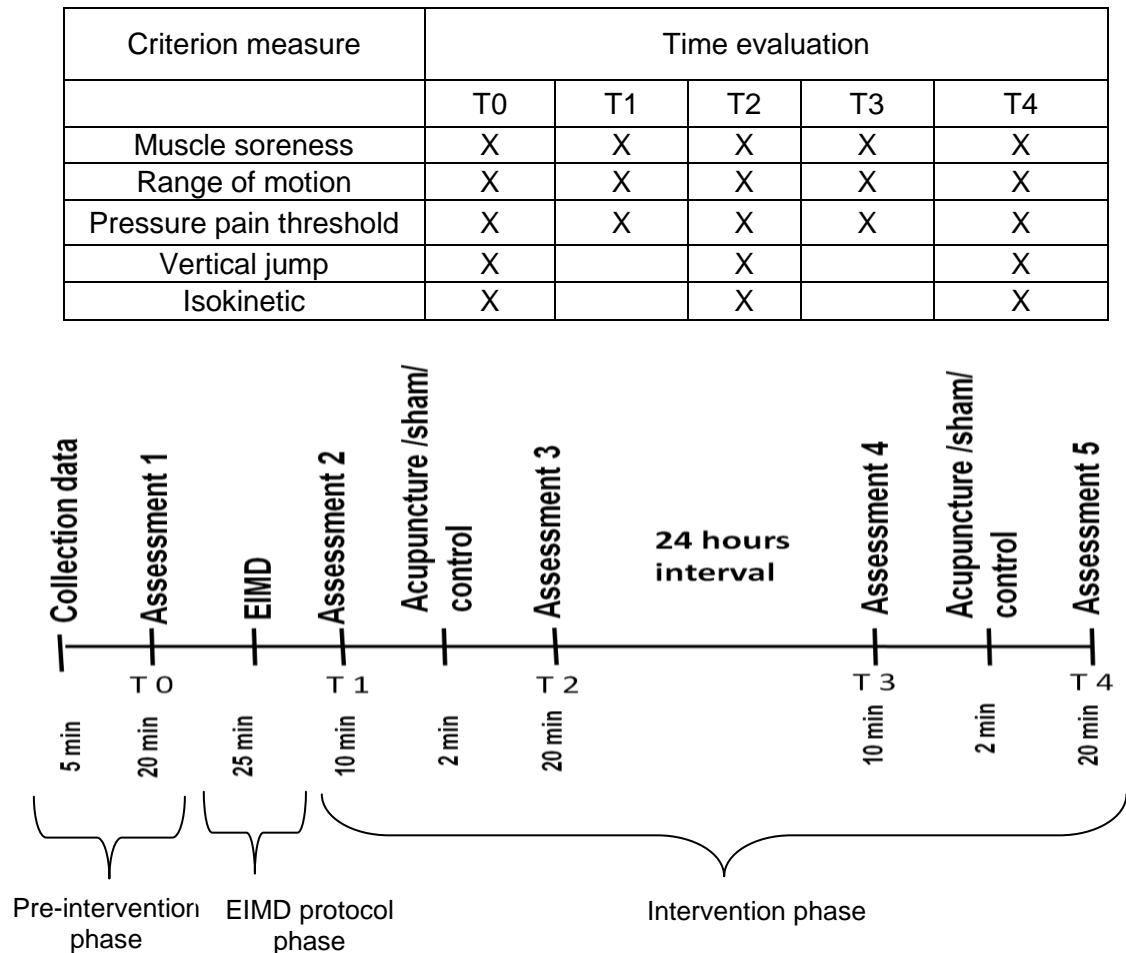 Criterion measure Time evaluation
T0 T1 T2 T3 T4
Muscle soreness X X X X X
Range of motion X X X X X
Pressure pain threshold X X X X X
Vertical jump X X X
Isokinetic X X X
Collection data
Assessment 1
EIMD
Assessment 2
Acupuncture /sham/
control
Assessment 3
24 hours
interval
Assessment 4
Acupuncture /sham/
control
Assessment 5
T 0 T 1 T 2 T 3 T 4
5 min 20 min 25 min 10 min 2 min 20 min 10 min 2 min 20 min
Pre-intervention
phase
EIMD protocol
phase
Intervention phase